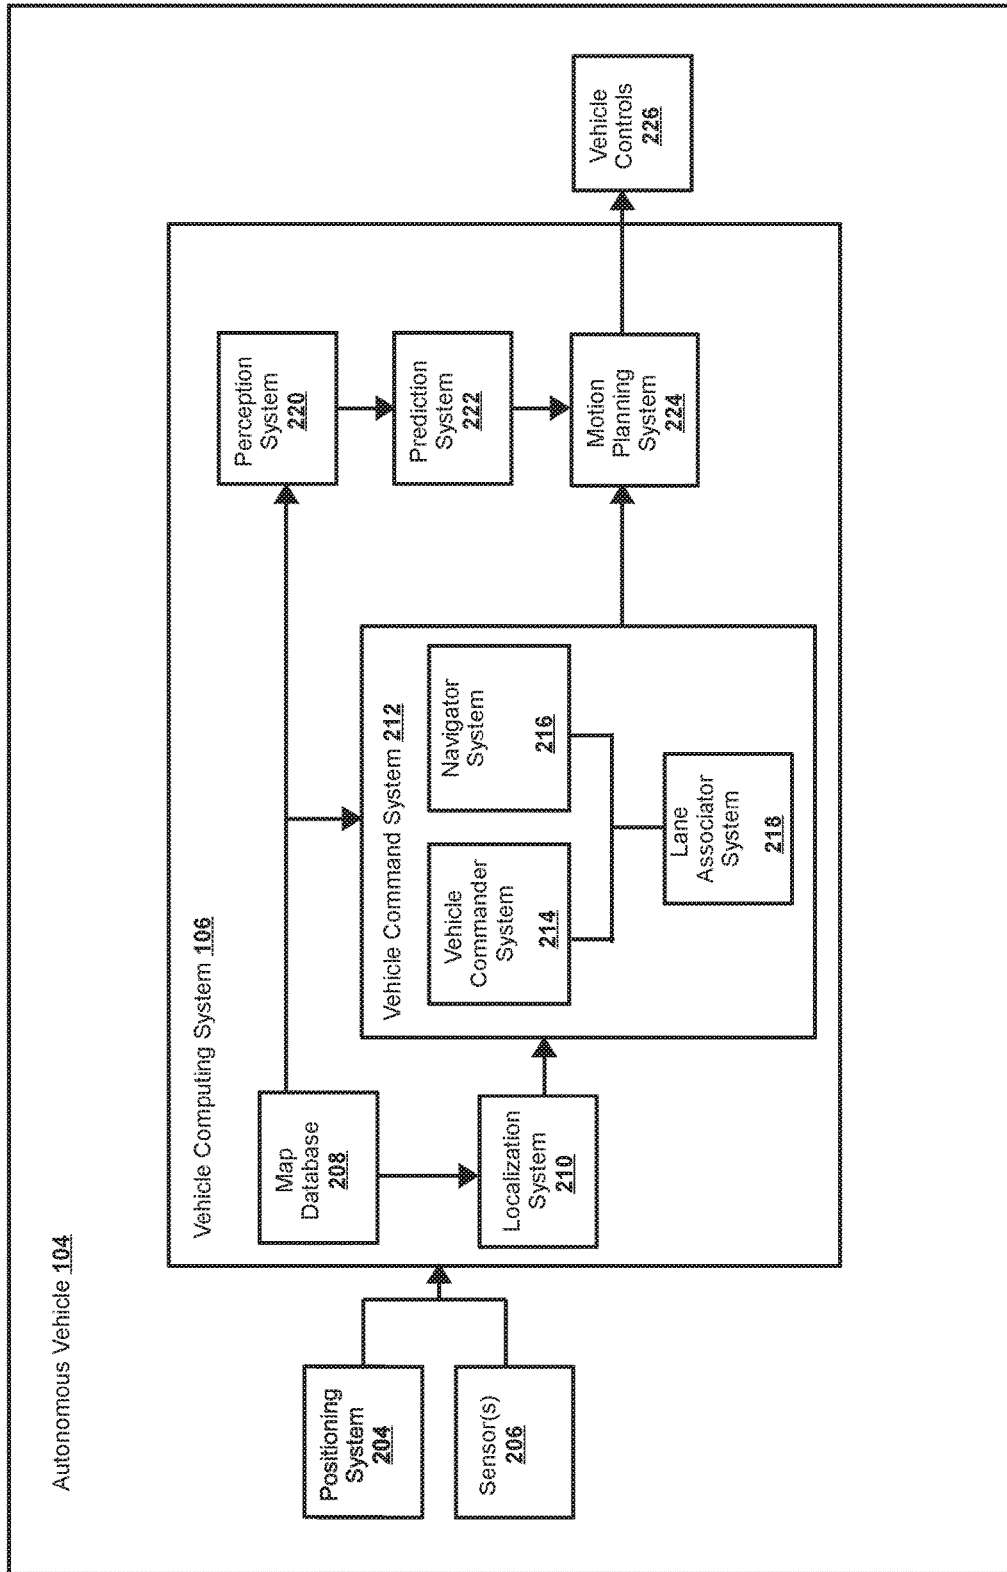 Autonomous Vehicle 104
Positioning
System
204
Sensor(s)
206
Vehicle Computing System 106
Map
Database
208
Localization
System
210
Vehicle Command System 212
Vehicle
Commander
System
214
Navigator
System
216
Lane
Associator
System
218
Perception
System
220
Prediction
System
222
Motion
Planning
System
224
Vehicle
Controls
226